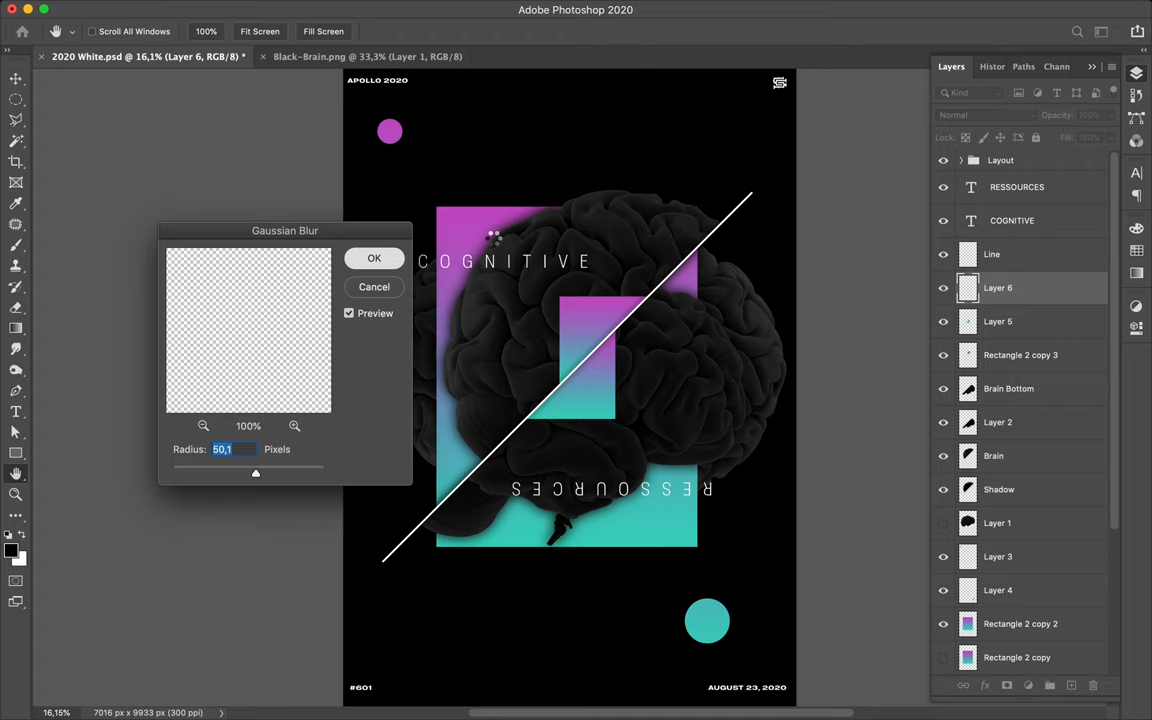 Adobe Photoshop 2020
Scroll All Windows 100% Fit Screen Fill Screen
2020 White.psd @ 16,1% (Layer 6, RGB/8) * Black-Brain.png @ 33,3% (Layer 1, RGB/8)
Layers Histor Paths Chann
APOLLO 2020
Kind
Normal Opacity: 100%
Lock: Fill: 100%
Layout
RESSOURCES
COGNITIVE
Line
Layer 6
Layer 5
Rectangle 2 copy 3
Brain Bottom
Layer 2
Brain
Shadow
Layer 1
Layer 3
Layer 4
Rectangle 2 copy 2
Rectangle 2 copy
Gaussian Blur
OK
Cancel
Preview
100%
Radius: 50,1 Pixels
COGNITIVE
RESSOURCES
#601 AUGUST 23, 2020
16,15% 7016 px x 9933 px (300 ppi)